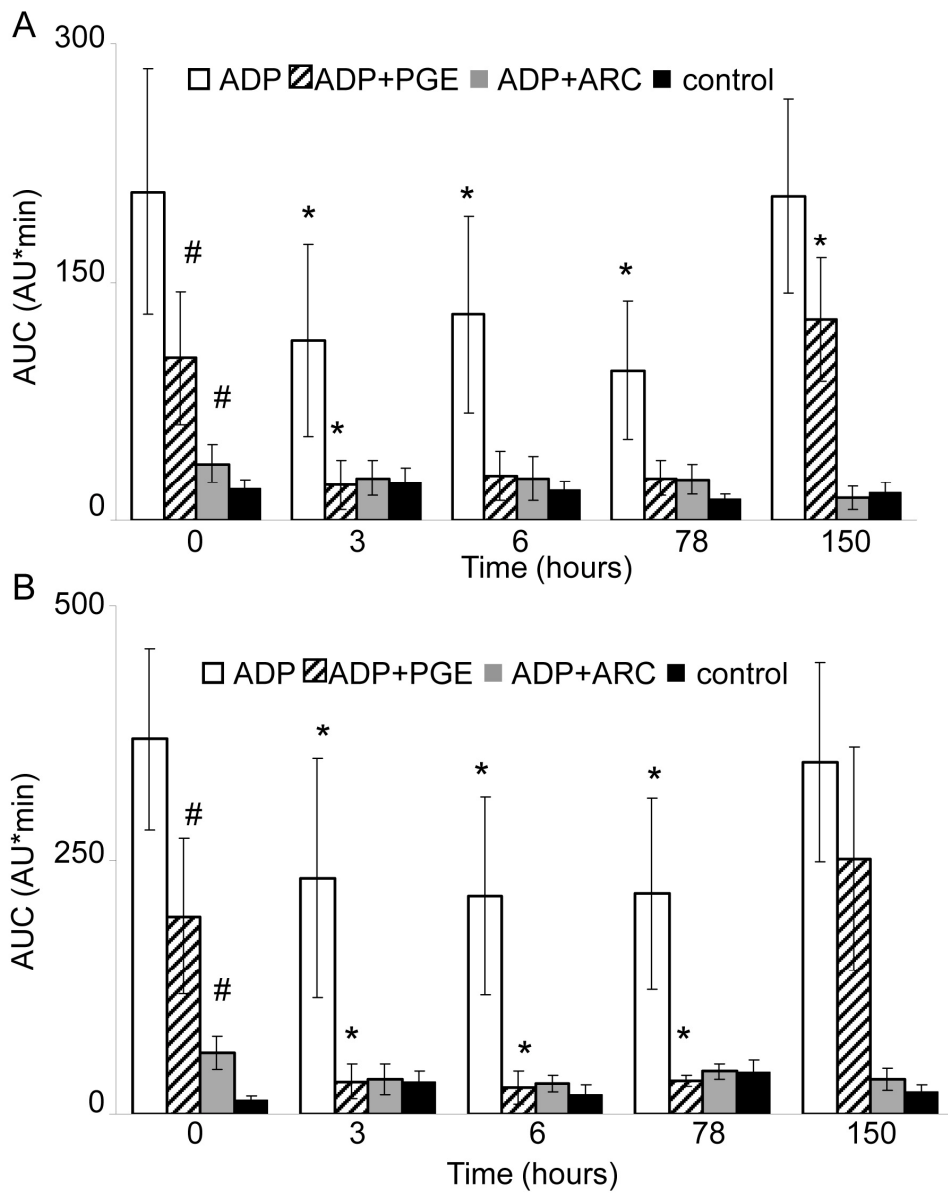 A
300
ADP ADP+PGE ADP+ARC control
*
*
#
*
*
150
AUC (AU*min)
#
*
0
0 3 6 78 150
Time (hours)
B
500
ADP ADP+PGE ADP+ARC control
*
*
*
#
250
AUC (AU*min)
#
*
*
*
0
0 3 6 78 150
Time (hours)